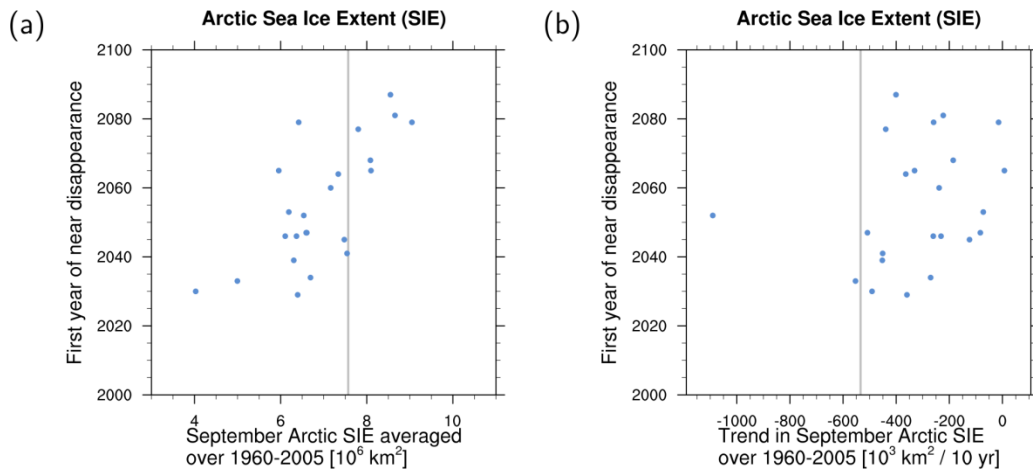 (a)
Arctic Sea Ice Extent (SIE)
First year of near disappearance
2100
2080
2060
2040
2020
2000
4 6 8 10
September Arctic SIE averaged
over 1960-2005 [10⁶ km²]
(b)
Arctic Sea Ice Extent (SIE)
First year of near disappearance
2100
2080
2060
2040
2020
2000
-1000 -800 -600 -400 -200 0
Trend in September Arctic SIE
over 1960-2005 [10³ km² / 10 yr]